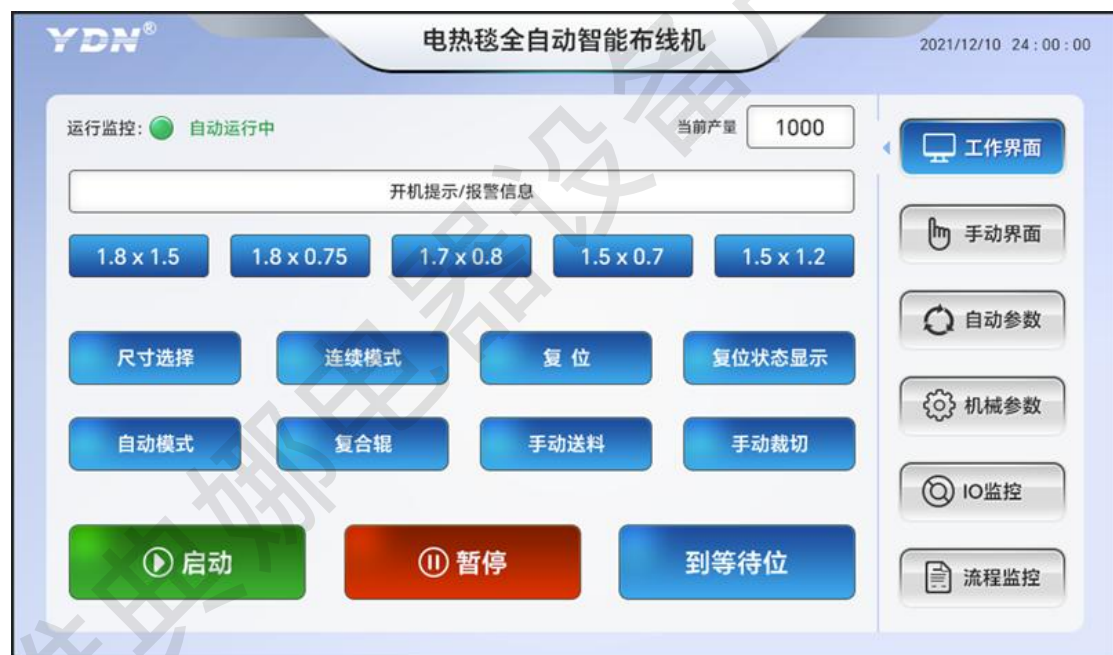 YDN®
电热毯全自动智能布线机
2021/12/10 24:00:00
运行监控: 自动运行中
当前产量 1000
开机提示/报警信息
1.8 x 1.5 1.8 x 0.75 1.7 x 0.8 1.5 x 0.7 1.5 x 1.2
尺寸选择 连续模式 复 位 复位状态显示
自动模式 复合辊 手动送料 手动裁切
启动 暂停 到等待位
工作界面
手动界面
自动参数
机械参数
IO监控
流程监控
典娜电器设备